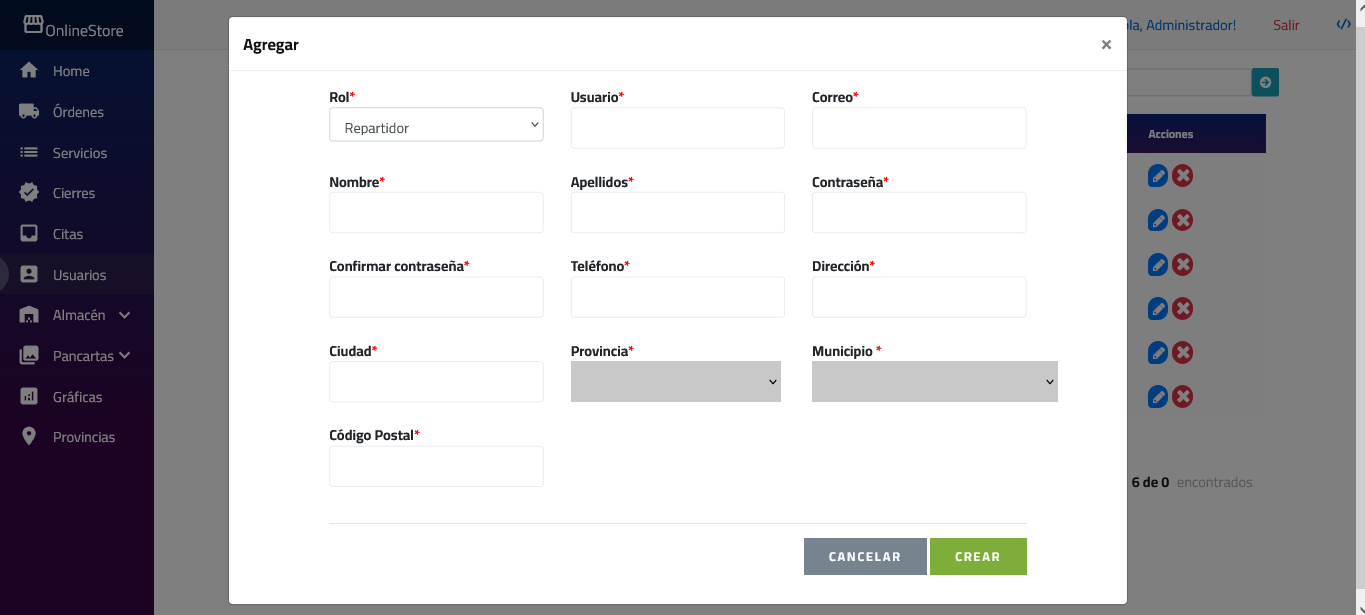 OnlineStore
Home
Órdenes
Servicios
Cierres
Citas
Usuarios
Almacén
Pancartas
Gráficas
Provincias
Administrador!
Salir
</>
Agregar
×
Rol*
Usuario*
Correo*
Repartidor
Nombre*
Apellidos*
Contraseña*
Confirmar contraseña*
Teléfono*
Dirección*
Ciudad*
Provincia*
Municipio *
Código Postal*
CANCELAR
CREAR
Acciones
6 de 0 encontrados